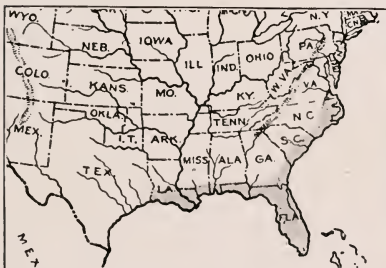 WYO.
NEB.
IOWA
ILL
IND.
OHIO
PA.
N.Y
COLO
KANS.
MO.
KY.
W.VA.
VA.
OKLA.
I.T.
ARK.
TENN.
N.C
S.C.
MEX.
TEX.
LA.
MISS.
ALA
GA.
FLA
MEX